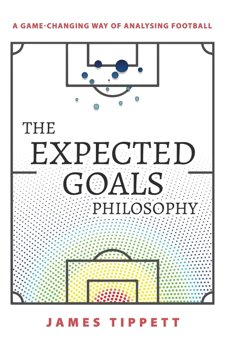 A GAME-CHANGING WAY OF ANALYSING FOOTBALL
THE
EXPECTED
GOALS
PHILOSOPHY
JAMES TIPPETT